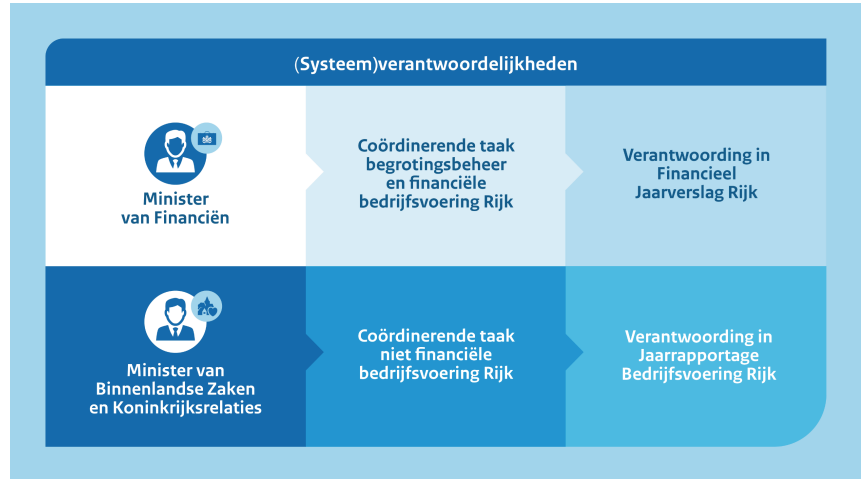 (Systeem)verantwoordelijkheden
Minister
van Financiën
Coördinerende taak
begrotingsbeheer
en financiële
bedrijfsvoering Rijk
Verantwoording in
Financieel
Jaarverslag Rijk
Minister van
Binnenlandse Zaken
en Koninkrijksrelaties
Coördinerende taak
niet financiële
bedrijfsvoering Rijk
Verantwoording in
Jaarrapportage
Bedrijfsvoering Rijk